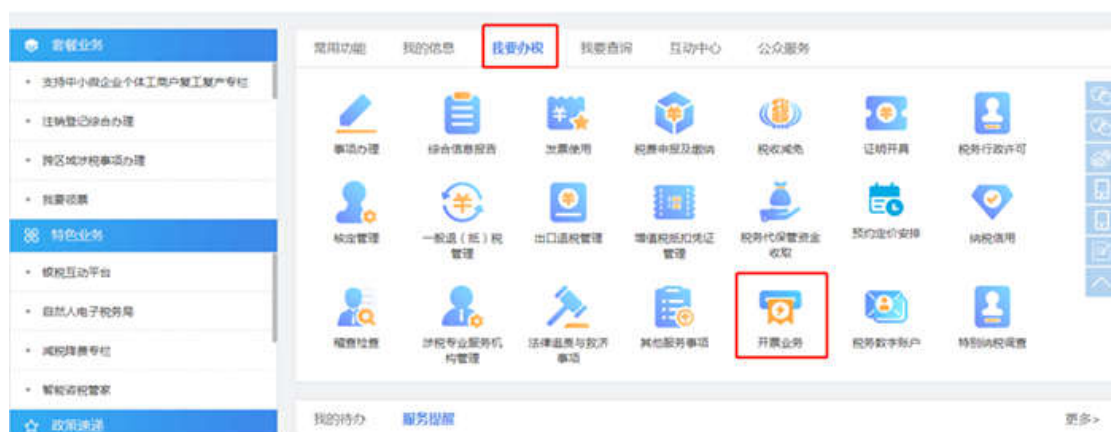 套餐业务
支持中小微企业个体工商户复工复产专栏
注销登记综合办理
跨区域涉税事项办理
我要领票
特色业务
银税互动平台
自然人电子税务局
减税降费专栏
智能咨税管家
政策速递
常用功能 我的信息 我要办税 我要查询 互动中心 公众服务
事项办理 综合信息报告 发票使用 税费申报及缴纳 税收减免 证明开具 税务行政许可
核定管理 一般退(抵)税 出口退税管理 增值税抵扣凭证 税务代保管资金 预约定价安排 纳税信用
管理 管理 收取
稽查检查 涉税专业服务机 法律追责与救济 其他服务事项 开票业务 税务数字账户 特别纳税调查
构管理 事项
我的待办 服务提醒 更多>